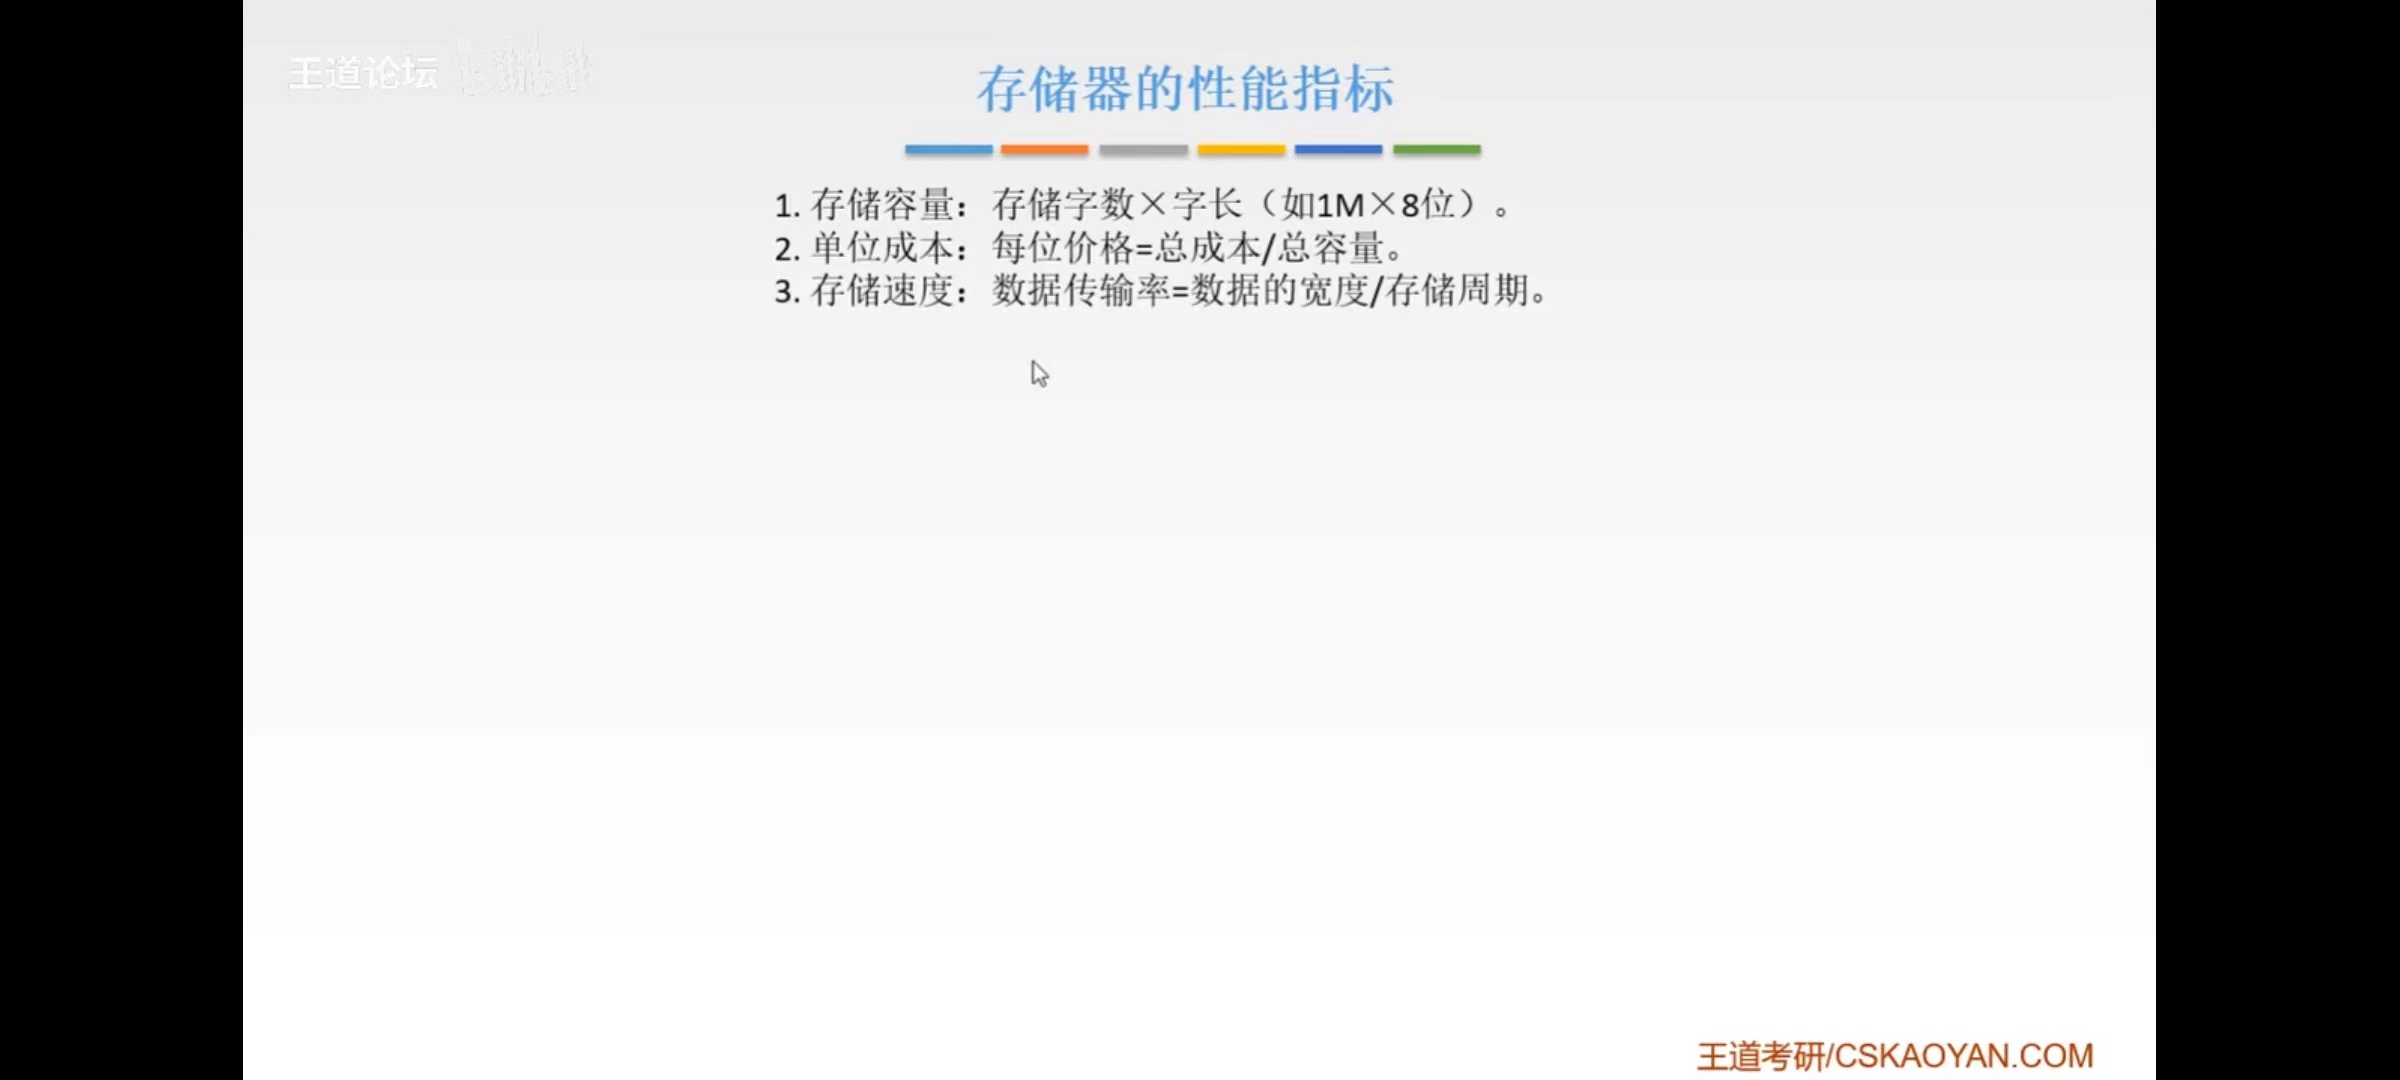 王道论坛
存储器的性能指标
1. 存储容量：存储字数×字长（如1M×8位）。
2. 单位成本：每位价格=总成本/总容量。
3. 存储速度：数据传输率=数据的宽度/存储周期。
王道考研/CSKAOYAN.COM